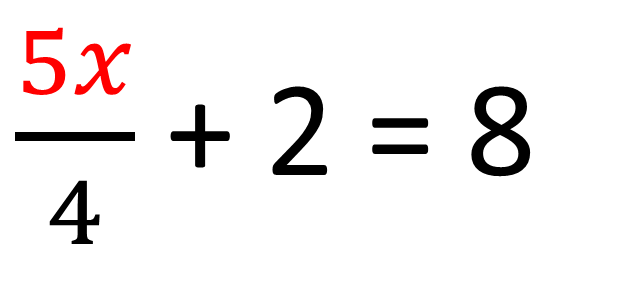 5x
4 + 2 = 8